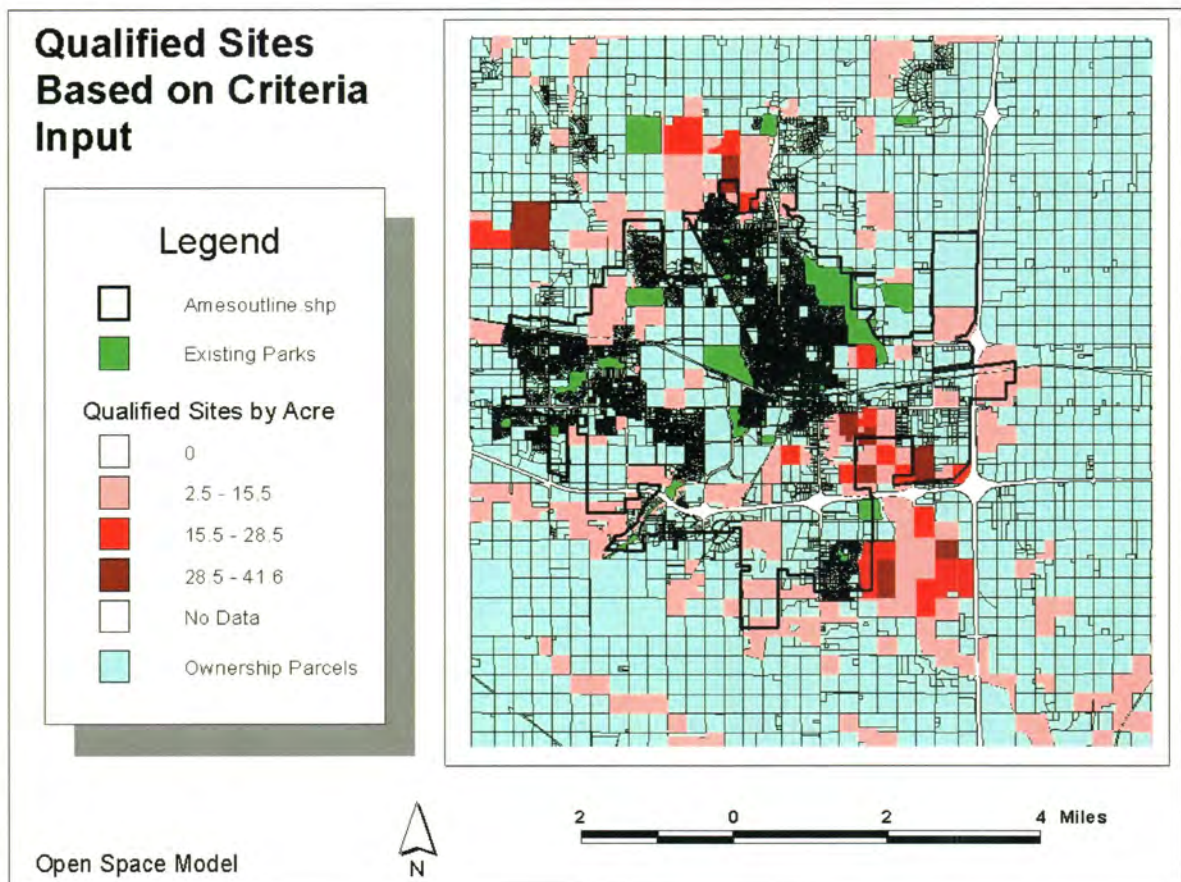 Qualified Sites
Based on Criteria
Input
Legend
Amesoutline.shp
Existing Parks
Qualified Sites by Acre
0
2.5 - 15.5
15.5 - 28.5
28.5 - 41.6
No Data
Ownership Parcels
Open Space Model
N
2 0 2 4 Miles